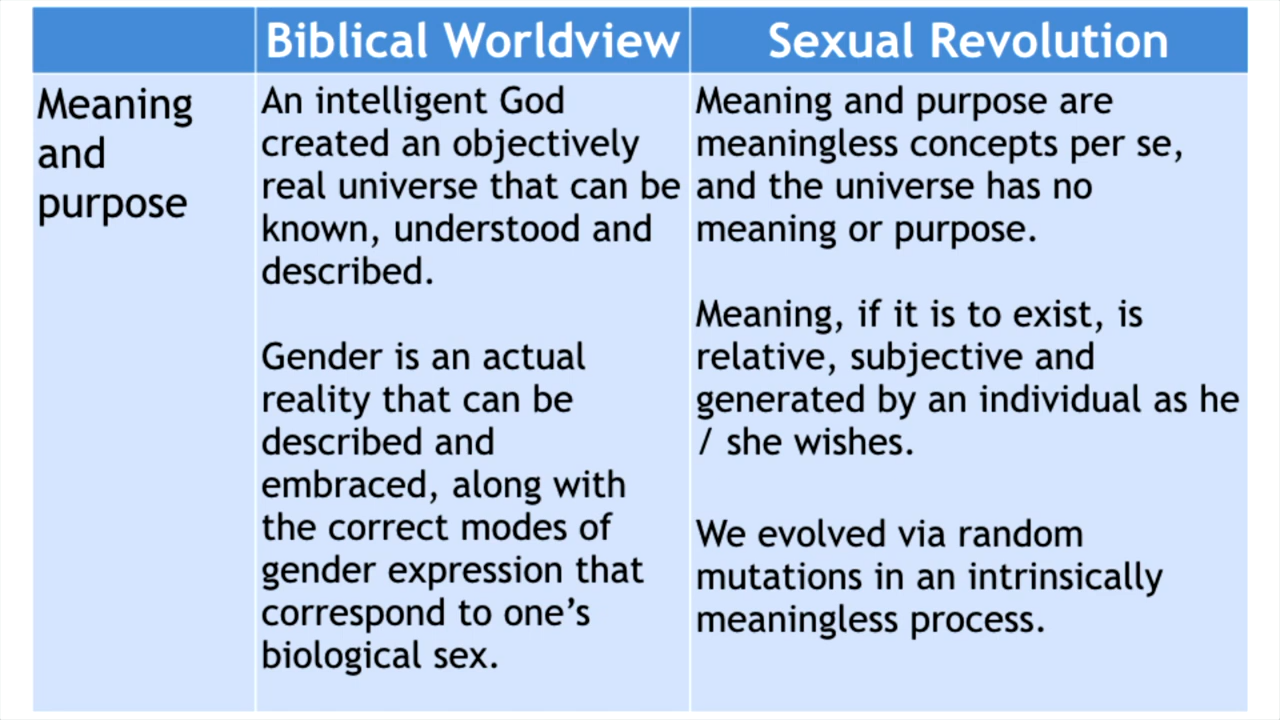 Biblical Worldview
Sexual Revolution
Meaning
and
purpose
An intelligent God
created an objectively
real universe that can be
known, understood and
described.
Gender is an actual
reality that can be
described and
embraced, along with
the correct modes of
gender expression that
correspond to one’s
biological sex.
Meaning and purpose are
meaningless concepts per se,
and the universe has no
meaning or purpose.
Meaning, if it is to exist, is
relative, subjective and
generated by an individual as he
/ she wishes.
We evolved via random
mutations in an intrinsically
meaningless process.